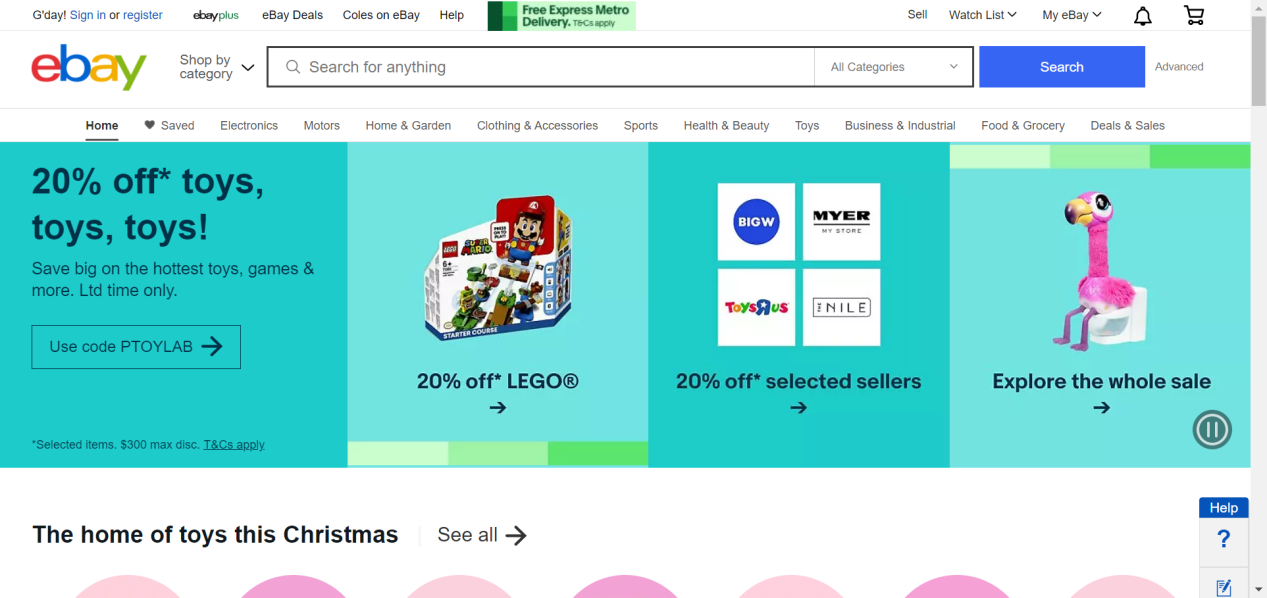 G'day! Sign in or register
ebayplus
eBay Deals
Coles on eBay
Help
Free Express Metro
Delivery. T&Cs apply
Sell
Watch List
My eBay
ebay
Shop by
category
Search for anything
All Categories
Search
Advanced
Home
Saved
Electronics
Motors
Home & Garden
Clothing & Accessories
Sports
Health & Beauty
Toys
Business & Industrial
Food & Grocery
Deals & Sales
20% off* toys,
toys, toys!
Save big on the hottest toys, games &
more. Ltd time only.
Use code PTOYLAB
*Selected items. $300 max disc. T&Cs apply
LEGO
SUPER
MARIO
6+
PRESS
ON TO
PLAY!
STARTER COURSE
20% off* LEGO®
BIGW
MYER
MY STORE
TOYSRUS
THE NILE
20% off* selected sellers
Explore the whole sale
The home of toys this Christmas
See all
Help
?